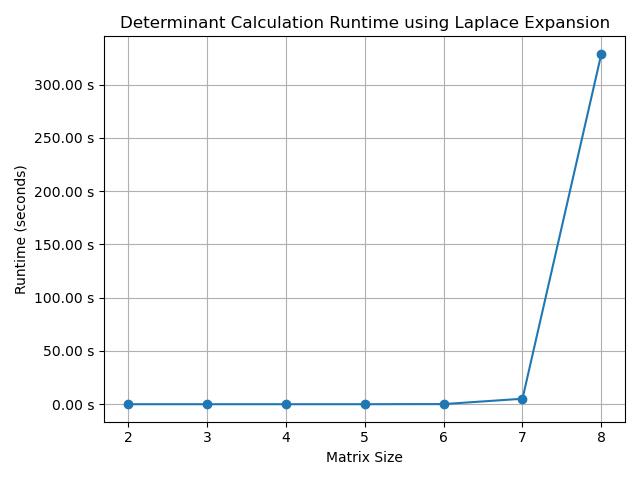 Determinant Calculation Runtime using Laplace Expansion
300.00 s
250.00 s
200.00 s
150.00 s
100.00 s
50.00 s
0.00 s
Runtime (seconds)
2 3 4 5 6 7 8
Matrix Size